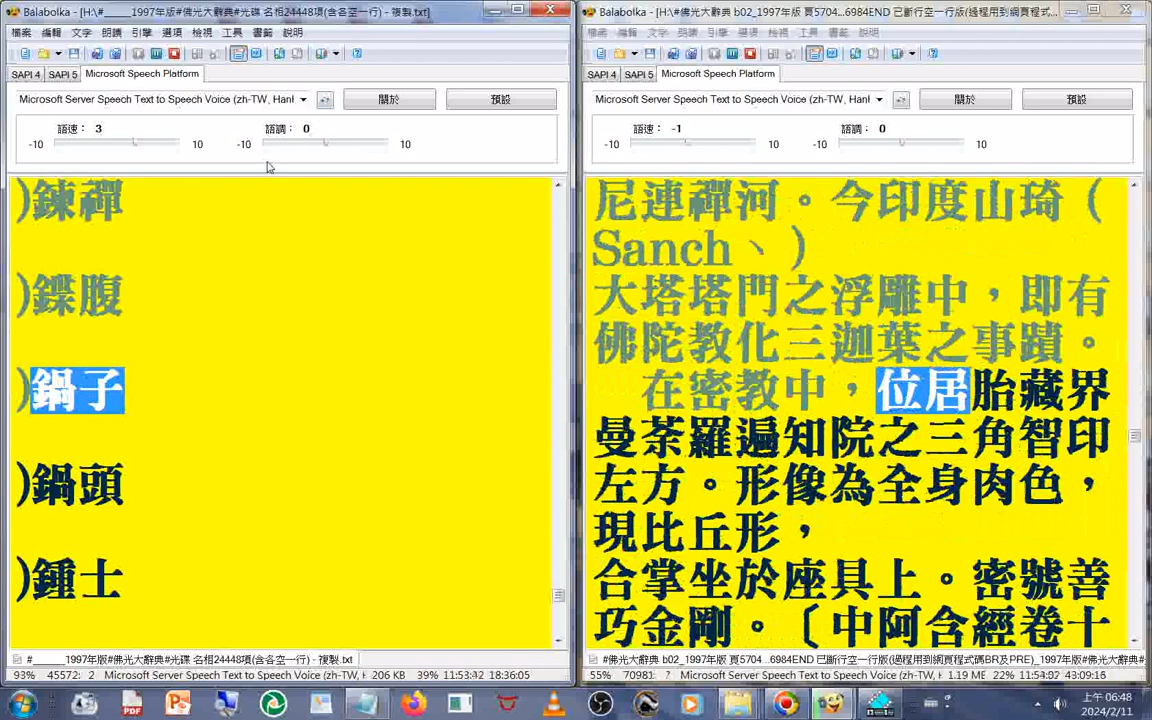 Balabolka - [H:\#_____1997年版#佛光大辭典#光碟 名相24448項(含各空一行) - 複製.txt]
檔案 編輯 文字 朗讀 引擎 選項 檢視 工具 書籤 說明
SAPI 4 SAPI 5 Microsoft Speech Platform
Microsoft Server Speech Text to Speech Voice (zh-TW, Hanl
關於 預設
語速： 3 語調： 0
-10 10 -10 10
)鍊禪
)鍱腹
)鍋子
)鍋頭
)鍾士
#_____1997年版#佛光大辭典#光碟 名相24448項(含各空一行) - 複製.txt
93% 45572: 2 Microsoft Server Speech Text to Speech Voice (zh-TW, H 206 KB 39% 11:53:42 18:36:05
Balabolka - [H:\#佛光大辭典 b02_1997年版 頁5704...6984END 已斷行空一行版(過程用到網頁程式...
檔案 編輯 文字 朗讀 引擎 選項 檢視 工具 書籤 說明
SAPI 4 SAPI 5 Microsoft Speech Platform
Microsoft Server Speech Text to Speech Voice (zh-TW, Hanl
關於 預設
語速： -1 語調： 0
-10 10 -10 10
尼連禪河。今印度山琦（
Sanch、）
大塔塔門之浮雕中，即有
佛陀教化三迦葉之事蹟。
在密教中，位居胎藏界
曼荼羅遍知院之三角智印
左方。形像為全身肉色，
現比丘形，
合掌坐於座具上。密號善
巧金剛。〔中阿含經卷十
#佛光大辭典 b02_1997年版 頁5704...6984END 已斷行空一行版(過程用到網頁程式碼BR及PRE)_1997年版#佛光大辭典#
55% 70981: Microsoft Server Speech Text to Speech Voice (zh-TW, H 1.19 MB 22% 11:54:02 43:09:16
上午 06:48
2024/2/11